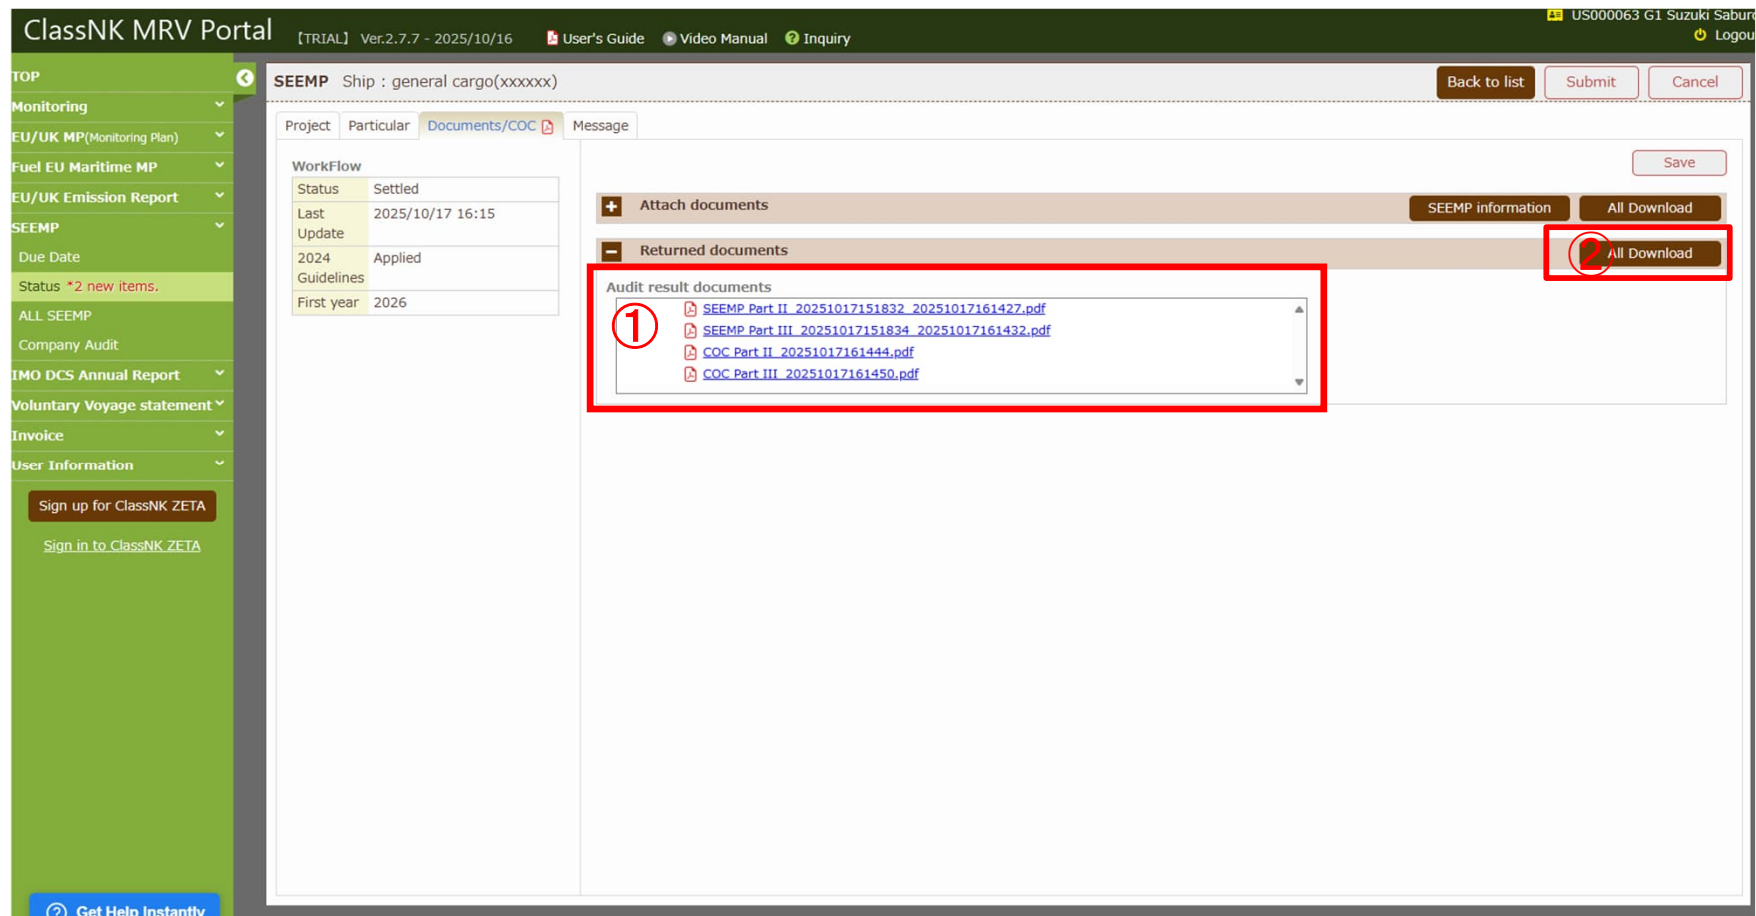 ClassNK MRV Portal 【TRIAL】 Ver.2.7.7 - 2025/10/16 User's Guide Video Manual Inquiry
US000063 G1 Suzuki Saburo
Logou
TOP
Monitoring
EU/UK MP(Monitoring Plan)
Fuel EU Maritime MP
EU/UK Emission Report
SEEMP
Due Date
Status *2 new items.
ALL SEEMP
Company Audit
IMO DCS Annual Report
Voluntary Voyage statement
Invoice
User Information
Sign up for ClassNK ZETA
Sign in to ClassNK ZETA
Get Help Instantly
SEEMP Ship : general cargo(xxxxxx)
Back to list Submit Cancel
Project Particular Documents/COC Message
WorkFlow
Status Settled
Last Update 2025/10/17 16:15
2024 Guidelines Applied
First year 2026
Save
Attach documents SEEMP information All Download
Returned documents ② All Download
Audit result documents
①
SEEMP Part II_20251017151832_20251017161427.pdf
SEEMP Part III_20251017151834_20251017161432.pdf
COC Part II_20251017161444.pdf
COC Part III_20251017161450.pdf